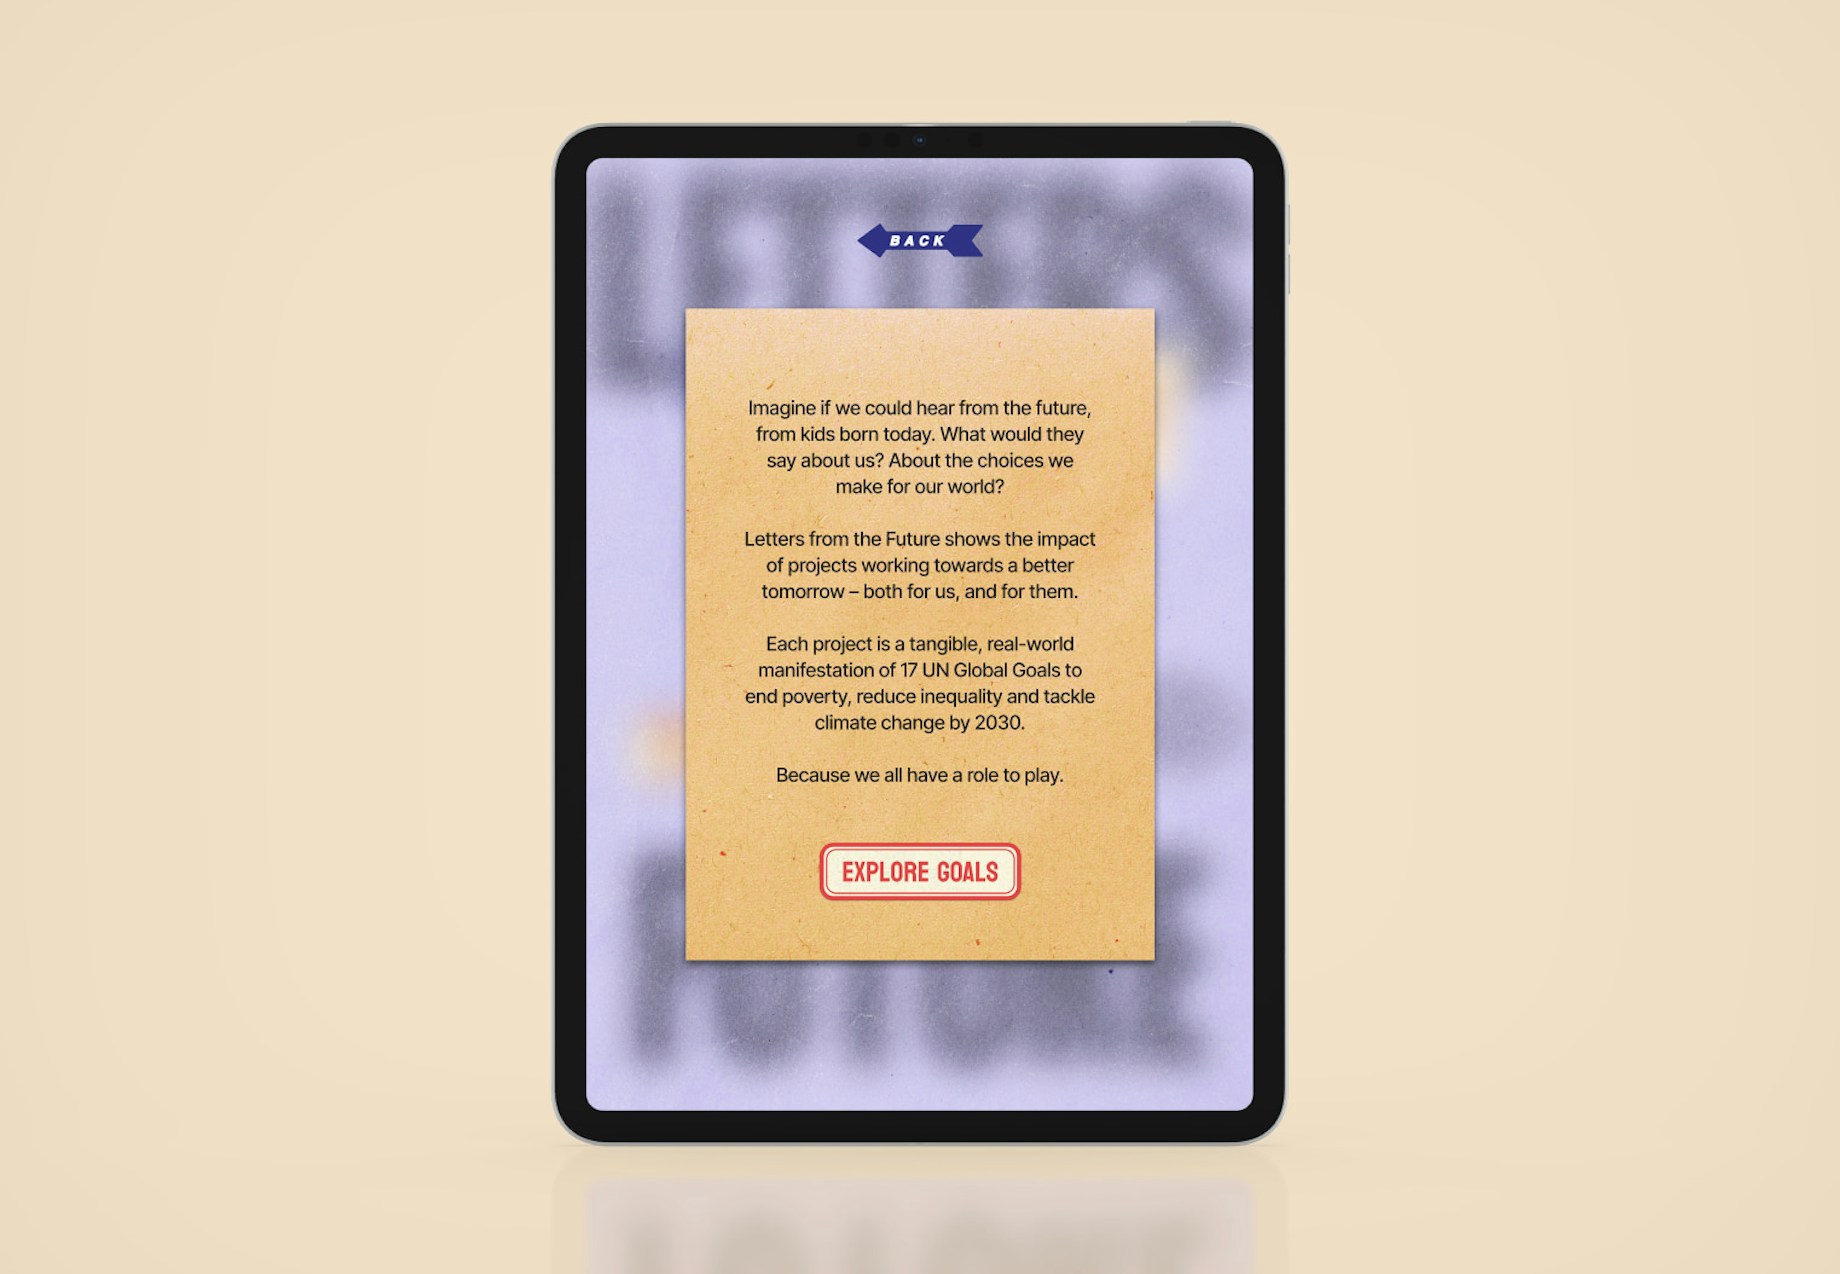 BACK
Imagine if we could hear from the future,
from kids born today. What would they
say about us? About the choices we
make for our world?
Letters from the Future shows the impact
of projects working towards a better
tomorrow – both for us, and for them.
Each project is a tangible, real-world
manifestation of 17 UN Global Goals to
end poverty, reduce inequality and tackle
climate change by 2030.
Because we all have a role to play.
EXPLORE GOALS